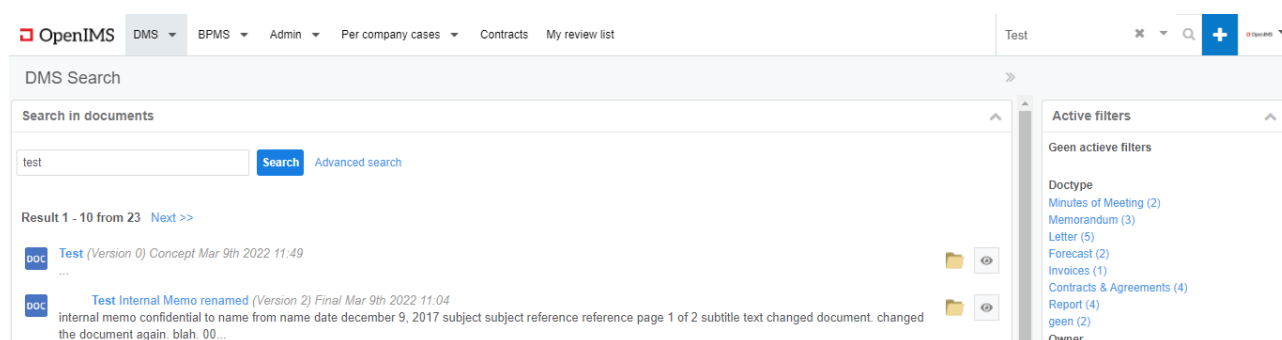 OpenIMS DMS BPMS Admin Per company cases Contracts My review list Test
DMS Search
Search in documents
test Search Advanced search
Result 1 - 10 from 23 Next >>
DOC Test (Version 0) Concept Mar 9th 2022 11:49
...
DOC Test Internal Memo renamed (Version 2) Final Mar 9th 2022 11:04
internal memo confidential to name from name date december 9, 2017 subject subject reference reference page 1 of 2 subtitle text changed document. changed
the document again. blah. 00...
Active filters
Geen actieve filters
Doctype
Minutes of Meeting (2)
Memorandum (3)
Letter (5)
Forecast (2)
Invoices (1)
Contracts & Agreements (4)
Report (4)
geen (2)
Owner